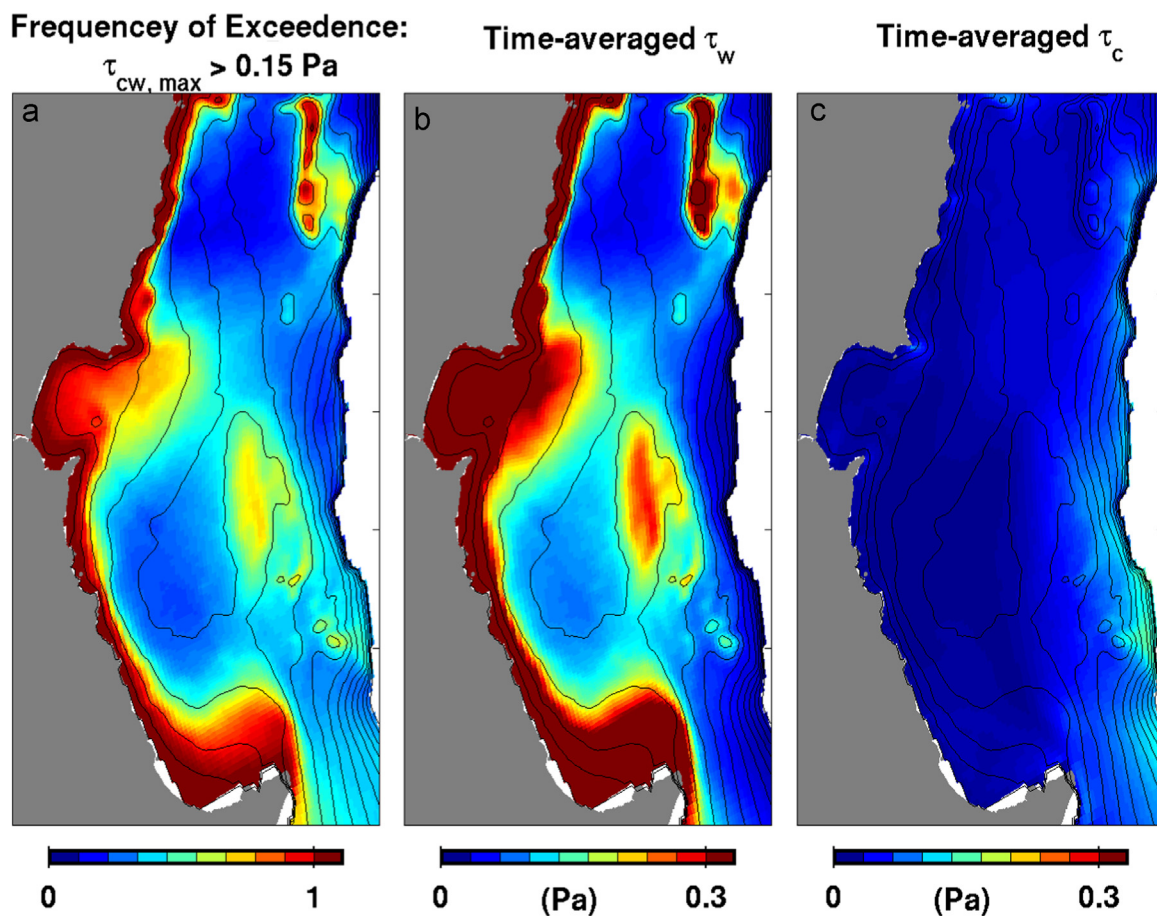 Frequencey of Exceedence:
τcw, max > 0.15 Pa
Time-averaged τw
Time-averaged τc
a
b
c
0 1
0 (Pa) 0.3
0 (Pa) 0.3